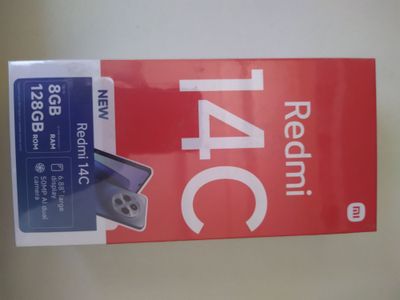 mi
Redmi
14C
NEW
Redmi 14C
8GB
RAM
128GB
ROM
6.88" large
display
50MP AI dual
camera